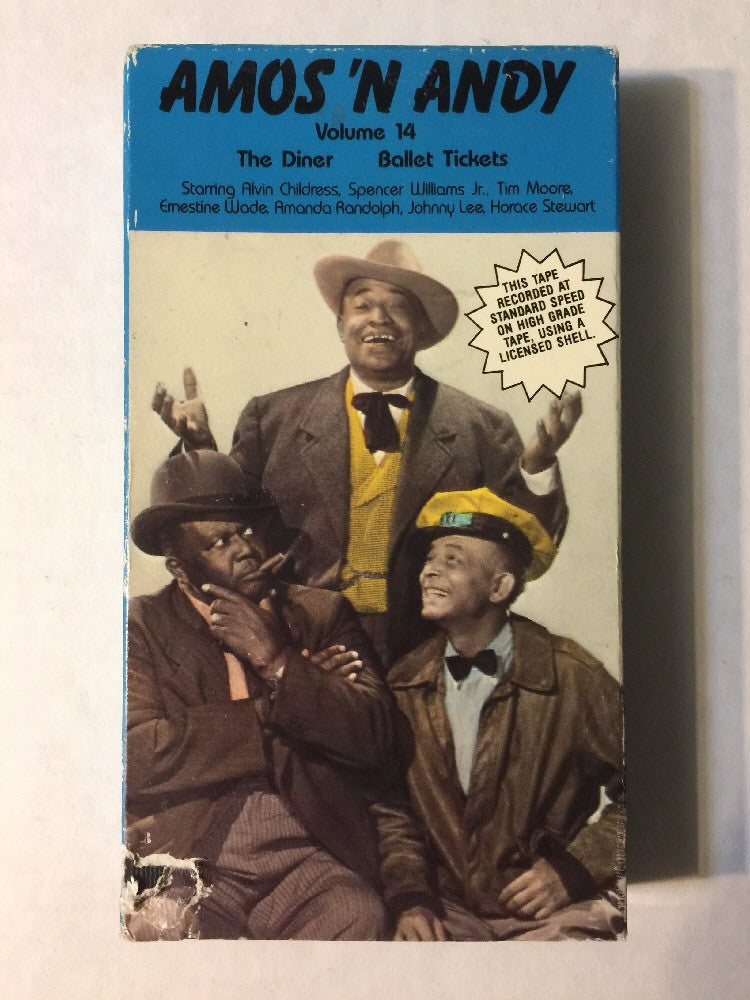 AMOS 'N ANDY
Volume 14
The Diner Ballet Tickets
Starring Alvin Childress, Spencer Williams Jr., Tim Moore,
Ernestine Wade, Amanda Randolph, Johnny Lee, Horace Stewart
THIS TAPE
RECORDED AT
STANDARD SPEED
ON HIGH GRADE
TAPE, USING A
LICENSED SHELL.